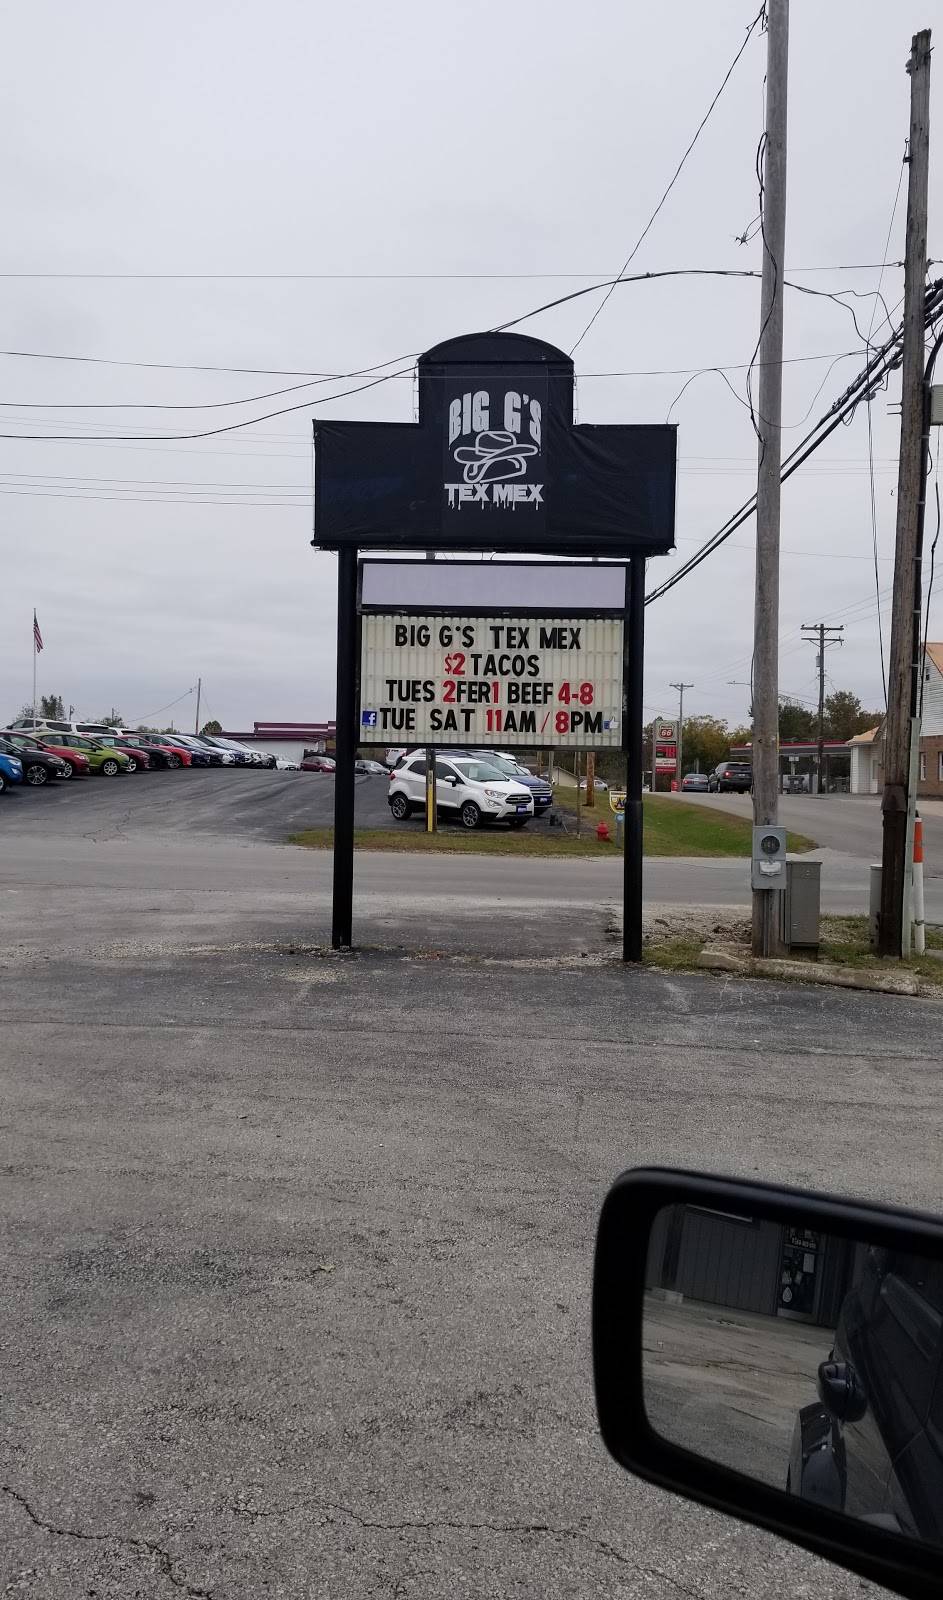 BIG G'S
TEX MEX
BIG G'S TEX MEX
$2 TACOS
TUES 2FER1 BEEF 4-8
f TUE SAT 11AM/8PM
66